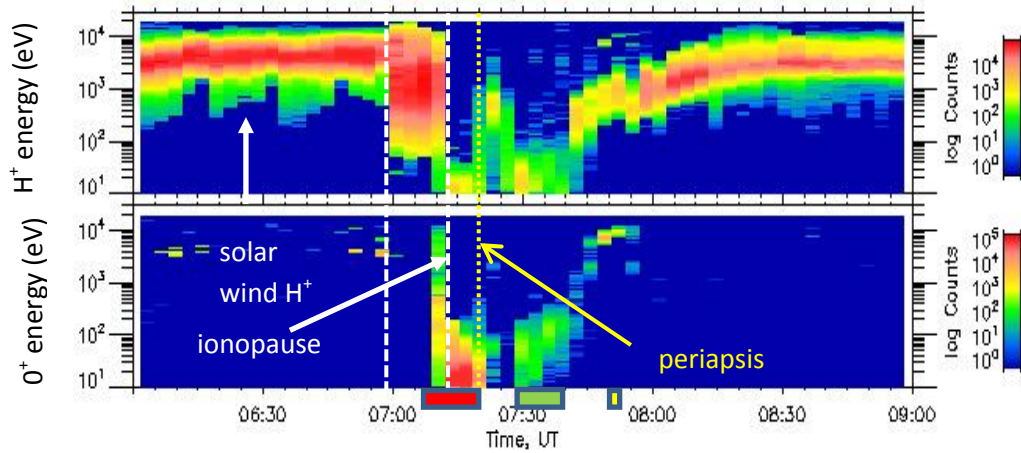 H⁺ energy (eV)
10⁴
10³
10²
10¹
log Counts
10⁴
10³
10²
10¹
10⁰
0⁺ energy (eV)
10⁴
10³
10²
10¹
solar
wind H⁺
ionopause
periapsis
log Counts
10⁵
10⁴
10³
10²
10¹
10⁰
06:30 07:00 07:30 08:00 08:30 09:00
Time, UT